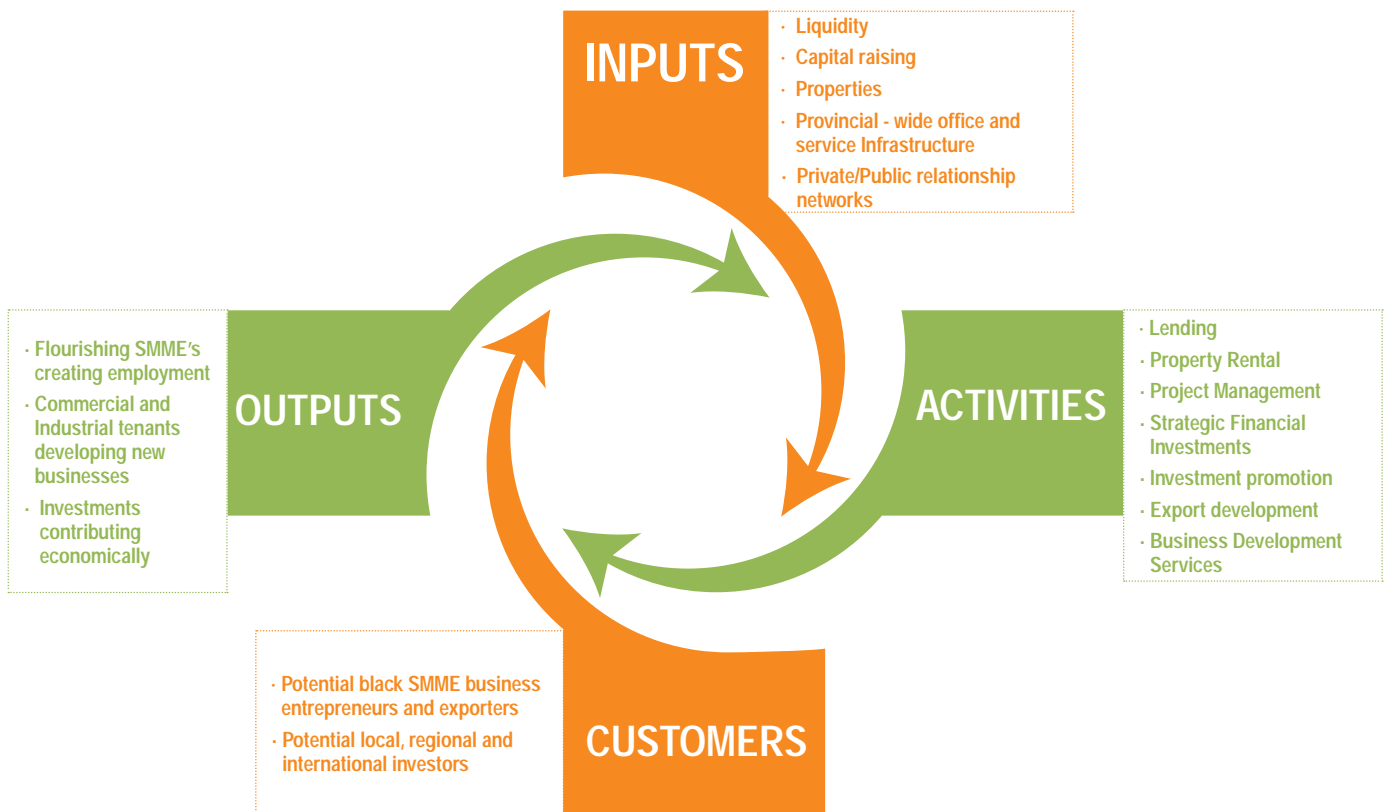 INPUTS
· Liquidity
· Capital raising
· Properties
· Provincial - wide office and
service Infrastructure
· Private/Public relationship
networks
ACTIVITIES
· Lending
· Property Rental
· Project Management
· Strategic Financial
Investments
· Investment promotion
· Export development
· Business Development
Services
CUSTOMERS
· Potential black SMME business
entrepreneurs and exporters
· Potential local, regional and
international investors
OUTPUTS
· Flourishing SMME's
creating employment
· Commercial and
Industrial tenants
developing new
businesses
· Investments
contributing
economically